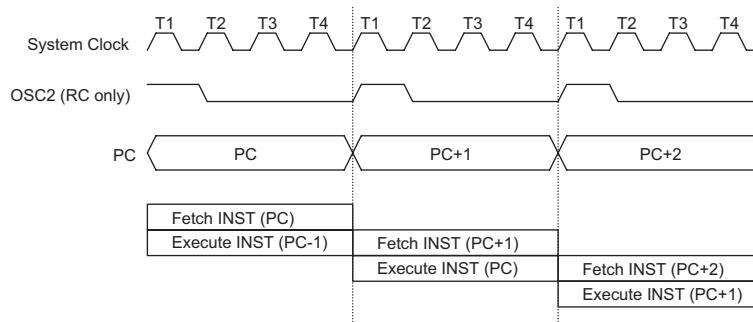 T1 T2 T3 T4 T1 T2 T3 T4 T1 T2 T3 T4
System Clock
OSC2 (RC only)
PC PC PC+1 PC+2
Fetch INST (PC)
Execute INST (PC-1) Fetch INST (PC+1)
Execute INST (PC) Fetch INST (PC+2)
Execute INST (PC+1)